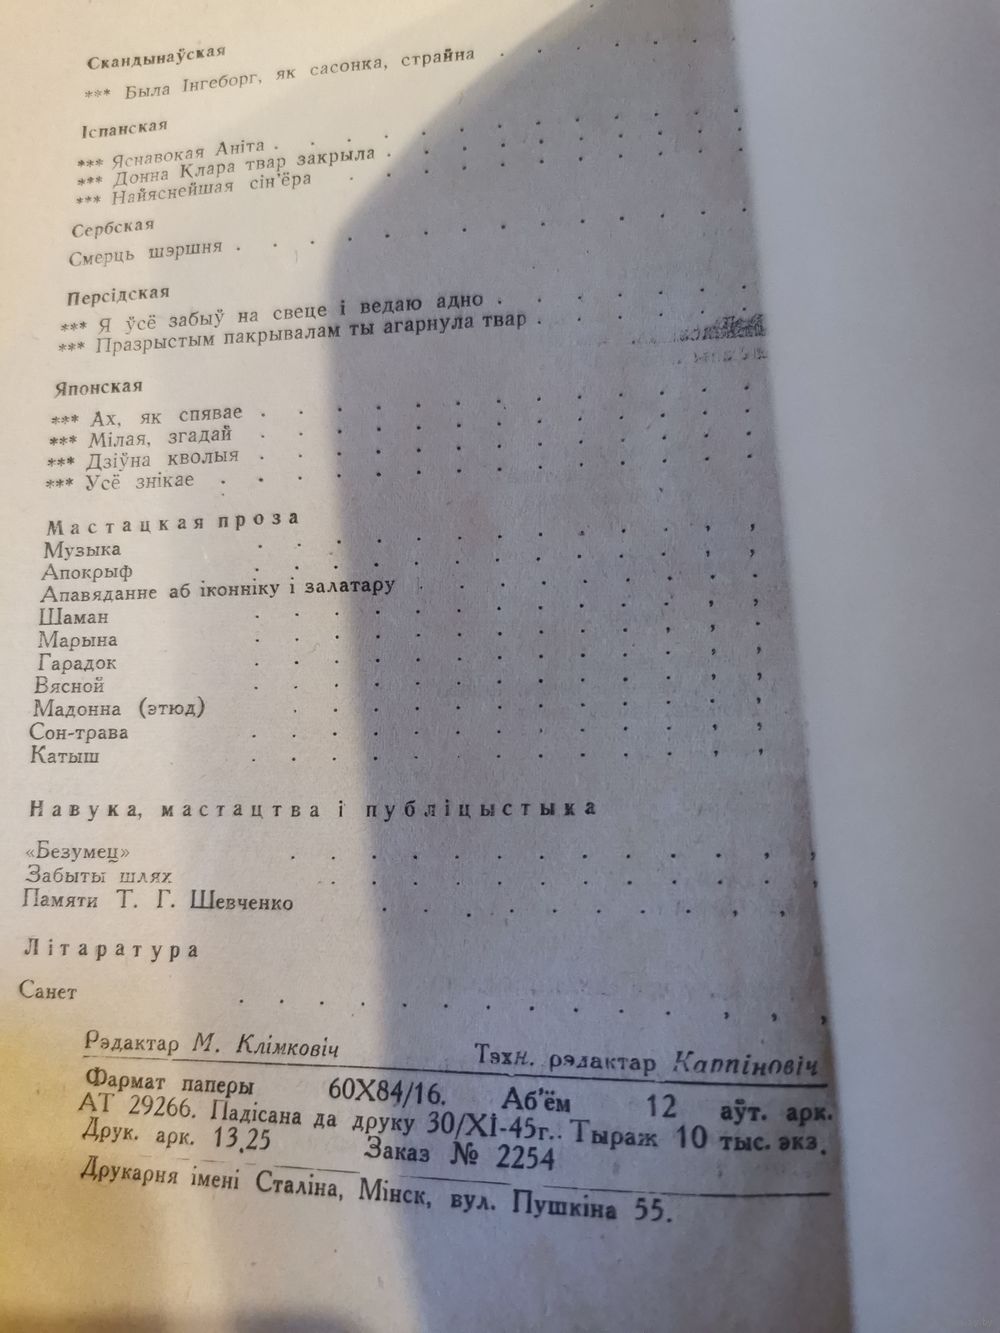 Скандынаўская
*** Была Інгеборг, як сасонка, страйна
Іспанская
*** Яснавокая Аніта
*** Донна Клара твар закрыла
*** Найяснейшая сін'ёра
Сербская
Смерць шэршня
Персідская
*** Я ўсё забыў на свеце і ведаю адно
*** Празрыстым пакрывалам ты агарнула твар
Японская
*** Ах, як спявае
*** Мілая, згадай
*** Дзіўна кволыя
*** Усё знікае
Мастацкая проза
Музыка
Апокрыф
Апавяданне аб іконніку і залатару
Шаман
Марына
Гарадок
Вясной
Мадонна (этюд)
Сон-трава
Катыш
Навука, мастацтва і публіцыстыка
«Безумец»
Забыты шлях
Памяти Т. Г. Шевченко
Літаратура
Санет
Рэдактар М. Клімковіч Тэхн. рэдактар Карпіновіч
Фармат паперы 60X84/16. Аб'ём 12 аўт. арк.
АТ 29266. Падісана да друку 30/XI-45г.. Тыраж 10 тыс. экз.
Друк. арк. 13,25 Заказ № 2254
Друкарня імені Сталіна, Мінск, вул. Пушкіна 55.